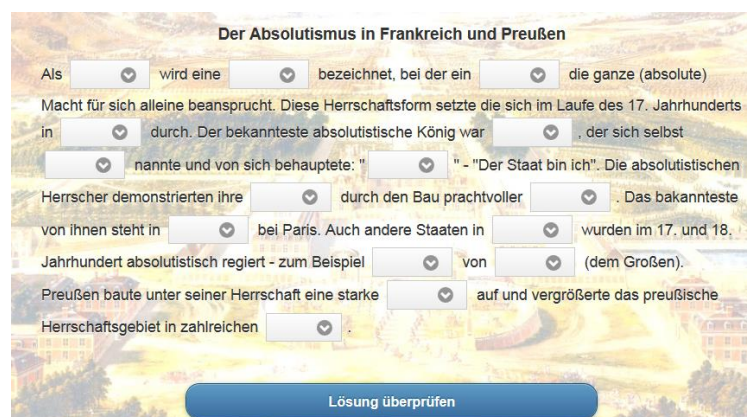 Der Absolutismus in Frankreich und Preußen
Als wird eine bezeichnet, bei der ein die ganze (absolute)
Macht für sich alleine beansprucht. Diese Herrschaftsform setzte die sich im Laufe des 17. Jahrhunderts
in durch. Der bekannteste absolutistische König war , der sich selbst
nannte und von sich behauptete: " " - "Der Staat bin ich". Die absolutistischen
Herrscher demonstrierten ihre durch den Bau prachtvoller . Das bakannteste
von ihnen steht in bei Paris. Auch andere Staaten in wurden im 17. und 18.
Jahrhundert absolutistisch regiert - zum Beispiel von (dem Großen).
Preußen baute unter seiner Herrschaft eine starke auf und vergrößerte das preußische
Herrschaftsgebiet in zahlreichen .
Lösung überprüfen